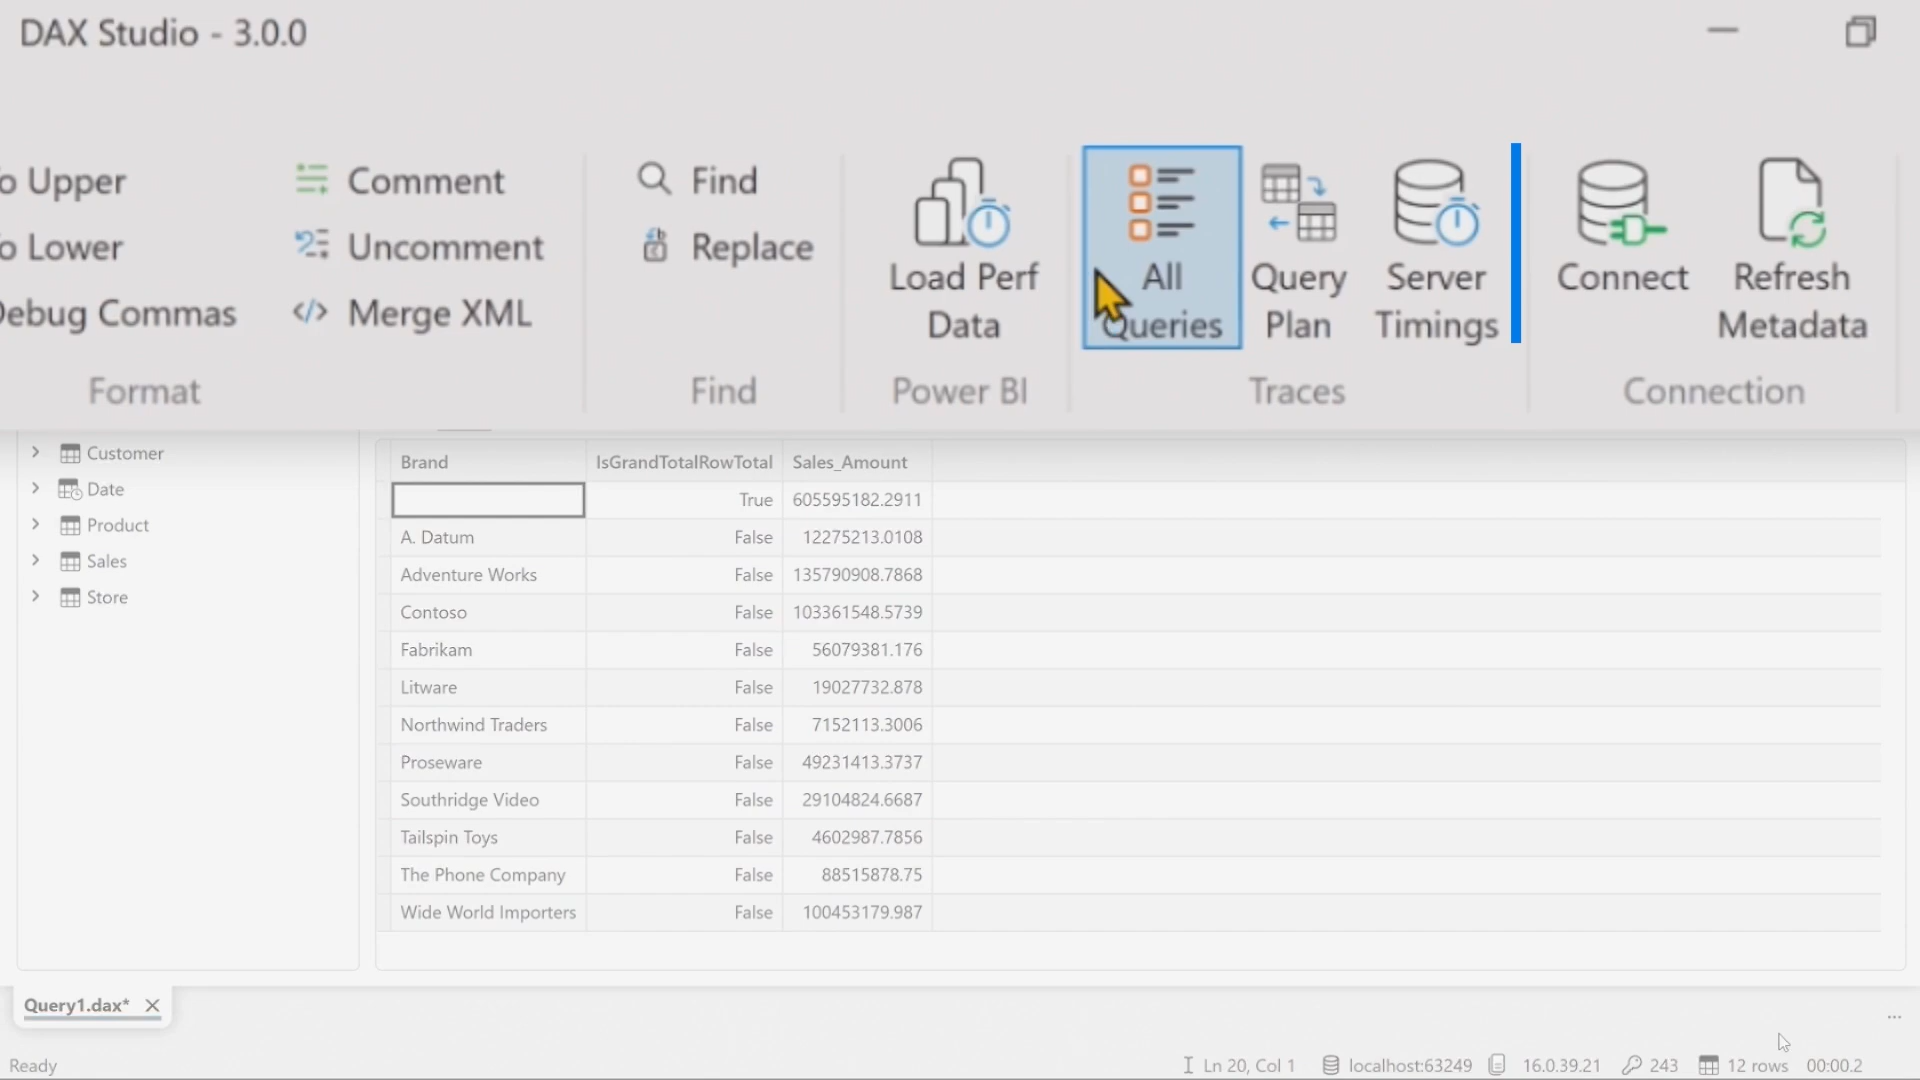 DAX Studio - 3.0.0
o Upper
Comment
Find
o Lower
Uncomment
Replace
Debug Commas
Merge XML
Load Perf
Data
All
Queries
Query
Plan
Server
Timings
Connect
Refresh
Metadata
Format
Find
Power BI
Traces
Connection
Customer
Date
Product
Sales
Store
Brand IsGrandTotalRowTotal Sales_Amount
True 605595182.2911
A. Datum False 12275213.0108
Adventure Works False 135790908.7868
Contoso False 103361548.5739
Fabrikam False 56079381.176
Litware False 19027732.878
Northwind Traders False 7152113.3006
Proseware False 49231413.3737
Southridge Video False 29104824.6687
Tailspin Toys False 4602987.7856
The Phone Company False 88515878.75
Wide World Importers False 100453179.987
Query1.dax*
Ready
Ln 20, Col 1 localhost:63249 16.0.39.21 243 12 rows 00:00.2